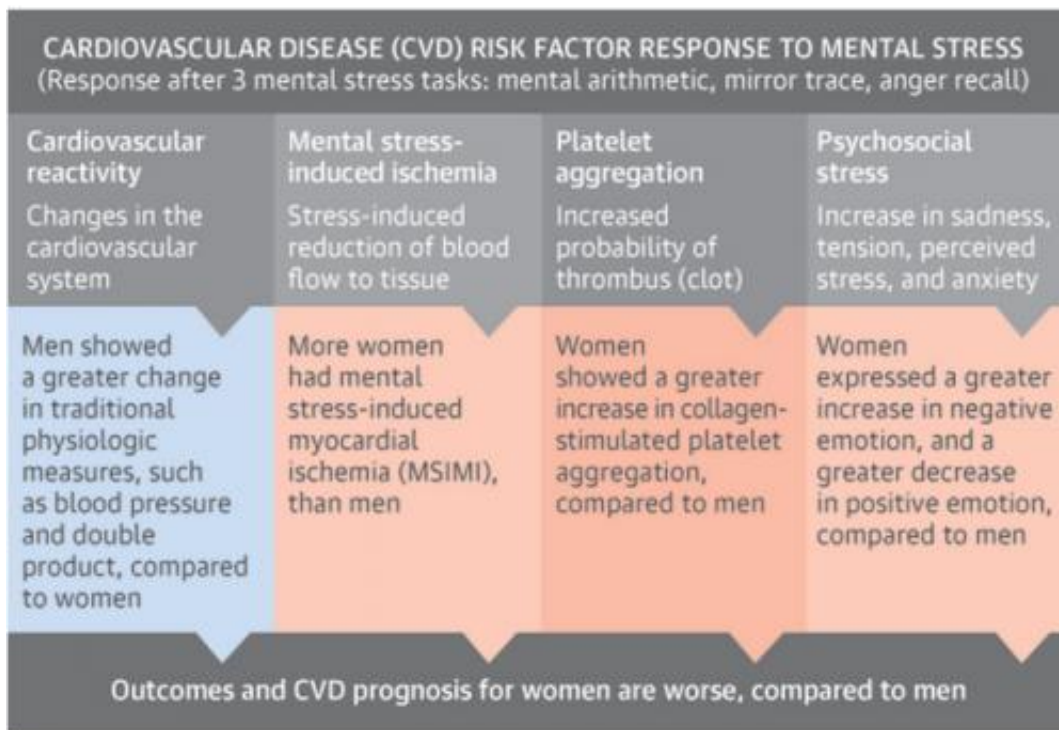 CARDIOVASCULAR DISEASE (CVD) RISK FACTOR RESPONSE TO MENTAL STRESS
(Response after 3 mental stress tasks: mental arithmetic, mirror trace, anger recall)
Cardiovascular
reactivity
Changes in the
cardiovascular
system
Mental stress-
induced ischemia
Stress-induced
reduction of blood
flow to tissue
Platelet
aggregation
Increased
probability of
thrombus (clot)
Psychosocial
stress
Increase in sadness,
tension, perceived
stress, and anxiety
Men showed
a greater change
in traditional
physiologic
measures, such
as blood pressure
and double
product, compared
to women
More women
had mental
stress-induced
myocardial
ischemia (MSIMI),
than men
Women
showed a greater
increase in collagen-
stimulated platelet
aggregation,
compared to men
Women
expressed a greater
increase in negative
emotion, and a
greater decrease
in positive emotion,
compared to men
Outcomes and CVD prognosis for women are worse, compared to men